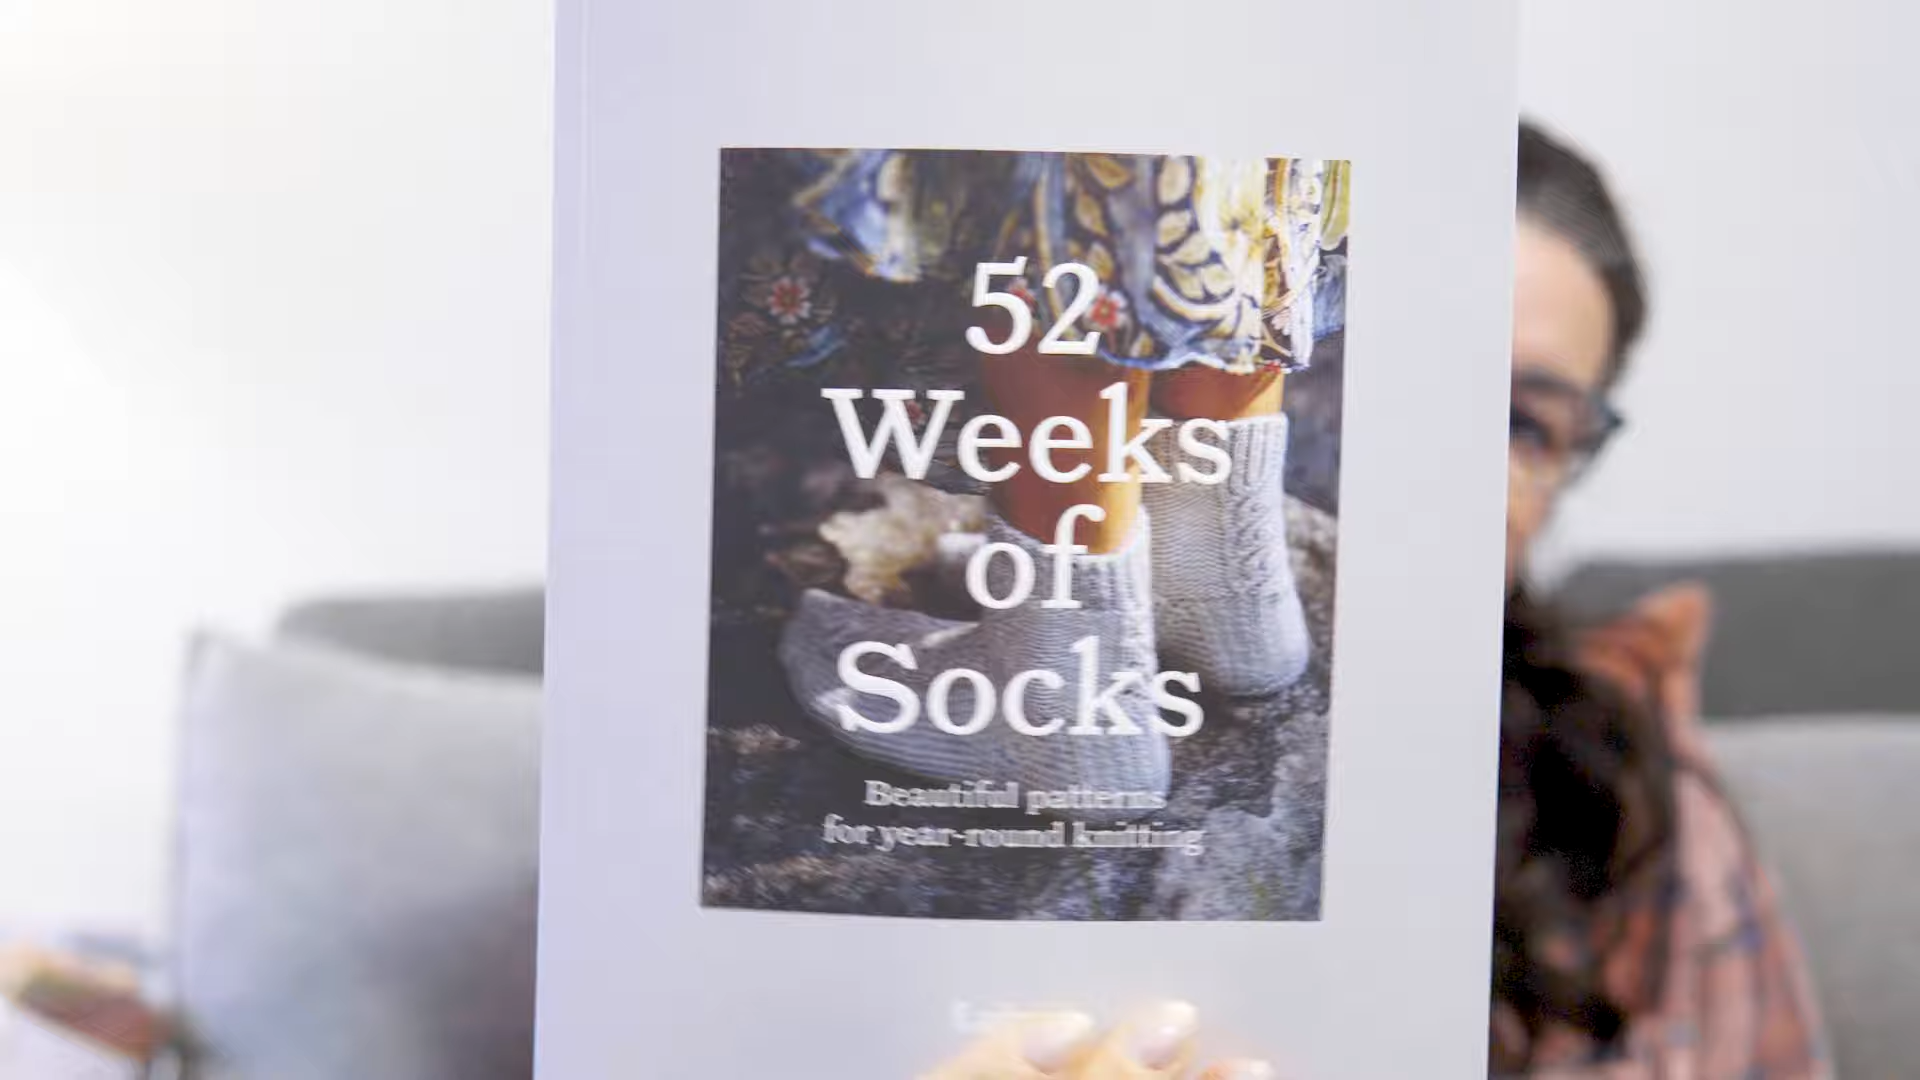 52
Weeks
of
Socks
Beautiful patterns
for year-round knitting